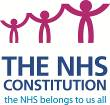 THE NHS
CONSTITUTION
the NHS belongs to us all